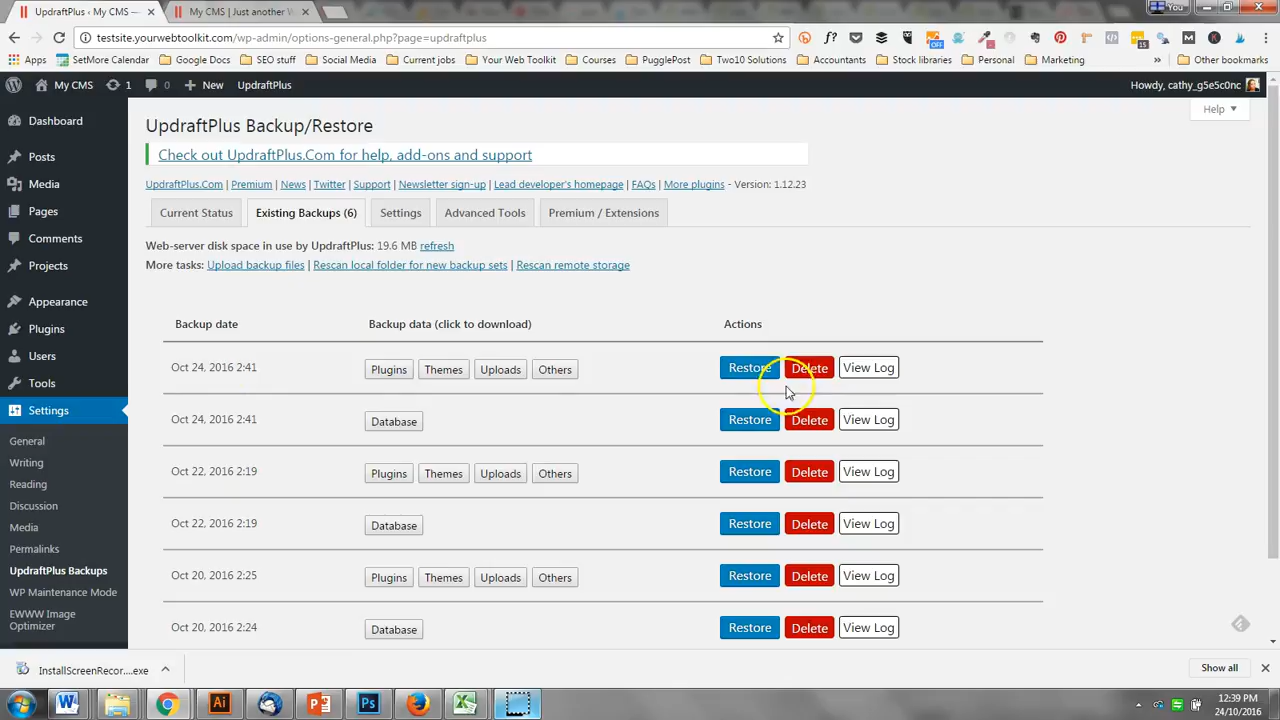 UpdraftPlus ‹ My CMS —
My CMS | Just another W
You
testsite.yourwebtoolkit.com/wp-admin/options-general.php?page=updraftplus
f?
OFF
15
M
K
Apps
SetMore Calendar
Google Docs
SEO stuff
Social Media
Current jobs
Your Web Toolkit
Courses
PugglePost
Two10 Solutions
Accountants
Stock libraries
Personal
Marketing
»
Other bookmarks
My CMS
1
0
New
UpdraftPlus
Howdy, cathy_g5e5c0nc
Help
Dashboard
Posts
Media
Pages
Comments
Projects
Appearance
Plugins
Users
Tools
Settings
General
Writing
Reading
Discussion
Media
Permalinks
UpdraftPlus Backups
WP Maintenance Mode
EWWW Image
Optimizer
UpdraftPlus Backup/Restore
Check out UpdraftPlus.Com for help, add-ons and support
UpdraftPlus.Com | Premium | News | Twitter | Support | Newsletter sign-up | Lead developer's homepage | FAQs | More plugins - Version: 1.12.23
Current Status
Existing Backups (6)
Settings
Advanced Tools
Premium / Extensions
Web-server disk space in use by UpdraftPlus: 19.6 MB refresh
More tasks: Upload backup files | Rescan local folder for new backup sets | Rescan remote storage
Backup date Backup data (click to download) Actions
Oct 24, 2016 2:41 Plugins Themes Uploads Others Restore Delete View Log
Oct 24, 2016 2:41 Database Restore Delete View Log
Oct 22, 2016 2:19 Plugins Themes Uploads Others Restore Delete View Log
Oct 22, 2016 2:19 Database Restore Delete View Log
Oct 20, 2016 2:25 Plugins Themes Uploads Others Restore Delete View Log
Oct 20, 2016 2:24 Database Restore Delete View Log
InstallScreenRecor....exe
Show all
W
Ai
P
Ps
X
12:39 PM
24/10/2016